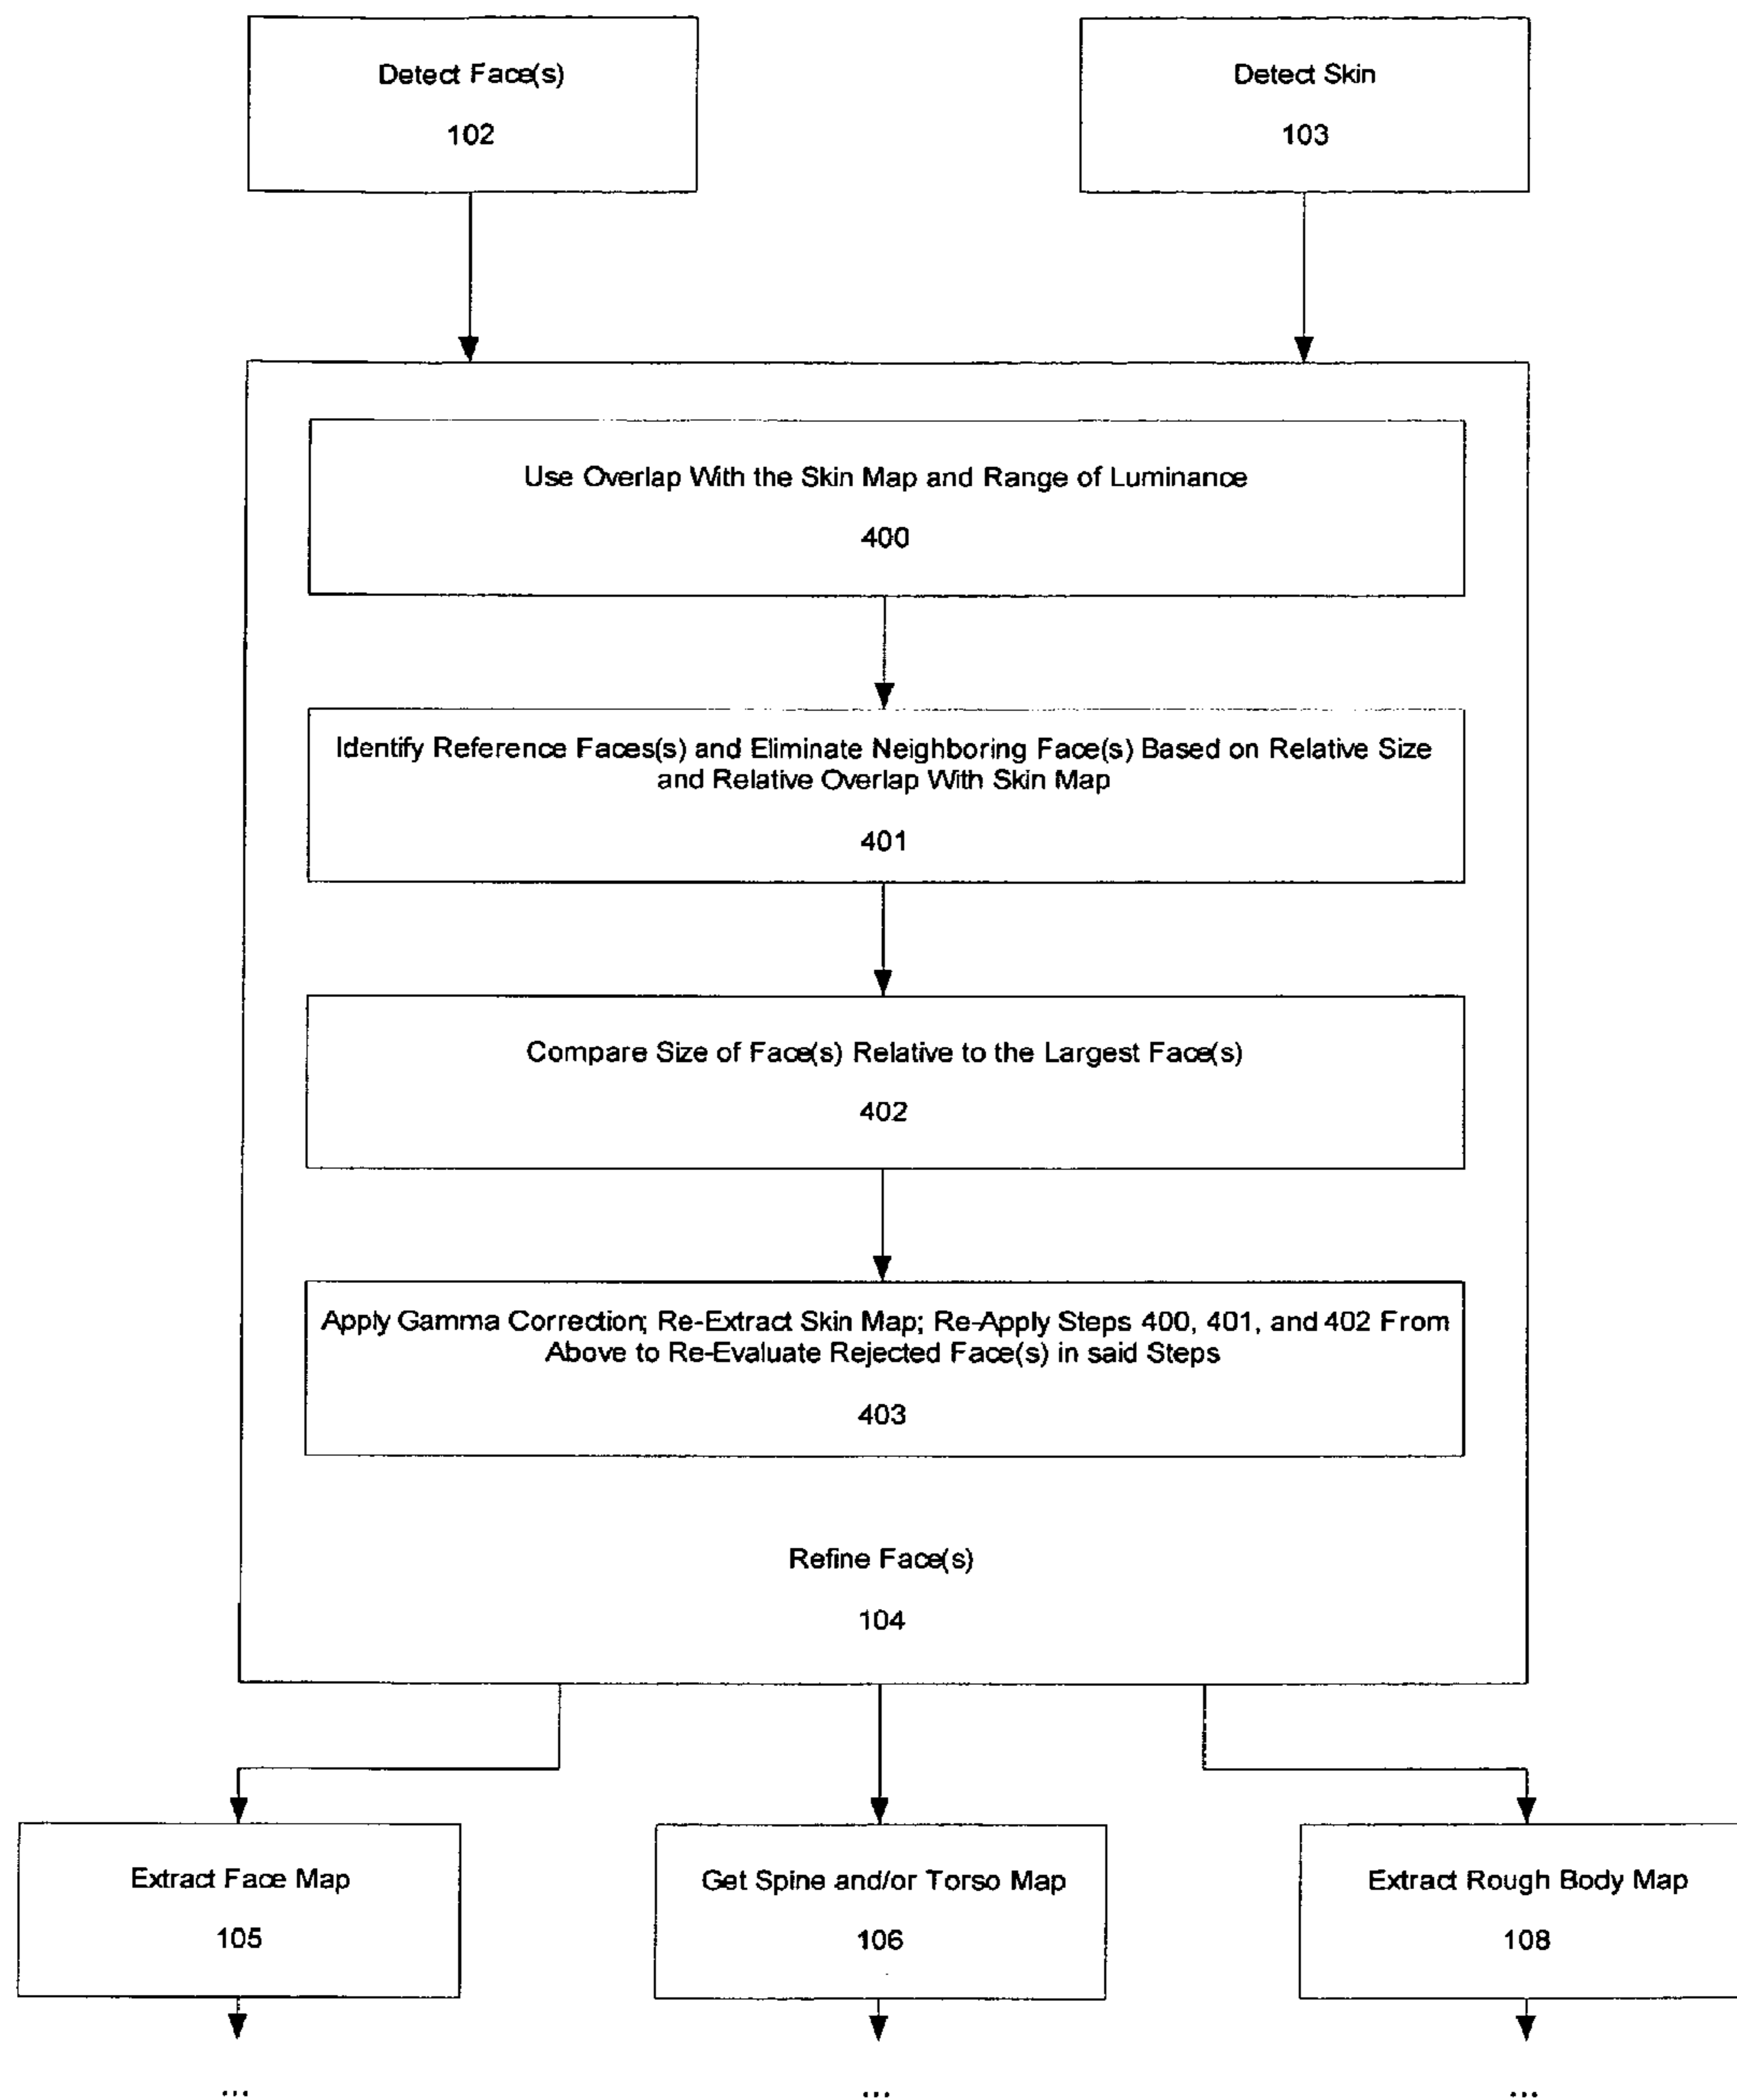 Detect Face(s)
102
Detect Skin
103
Use Overlap With the Skin Map and Range of Luminance
400
Identify Reference Faces(s) and Eliminate Neighboring Face(s) Based on Relative Size
and Relative Overlap With Skin Map
401
Compare Size of Face(s) Relative to the Largest Face(s)
402
Apply Gamma Correction; Re-Extract Skin Map; Re-Apply Steps 400, 401, and 402 From
Above to Re-Evaluate Rejected Face(s) in said Steps
403
Refine Face(s)
104
Extract Face Map
105
Get Spine and/or Torso Map
106
Extract Rough Body Map
108
...
...
...